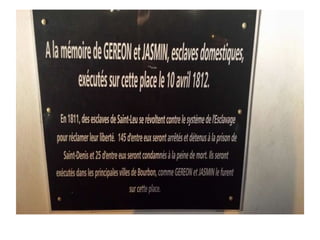 A la mémoire de GEREON et JASMIN, esclaves domestiques,
exécutés sur cette place le 10 avril 1812.
En 1811, des esclaves de Saint-Leu se révoltent contre le système de l'Esclavage
pour réclamer leur liberté. 145 d'entre eux seront arrêtés et détenus à la prison de
Saint-Denis et 25 d'entre eux seront condamnés à la peine de mort. Ils seront
exécutés dans les principales villes de Bourbon, comme GEREON et JASMIN le furent
sur cette place.